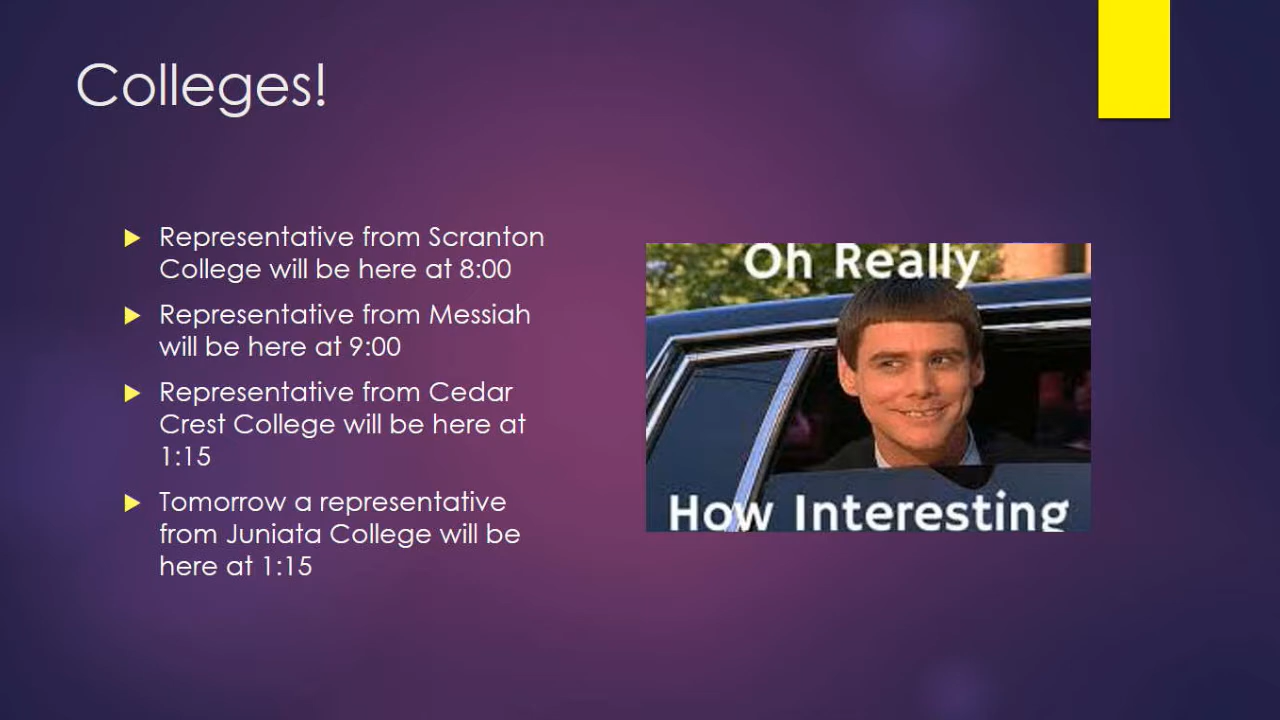 Colleges!
Representative from Scranton
College will be here at 8:00
Representative from Messiah
will be here at 9:00
Representative from Cedar
Crest College will be here at
1:15
Tomorrow a representative
from Juniata College will be
here at 1:15
Oh Really
How Interesting